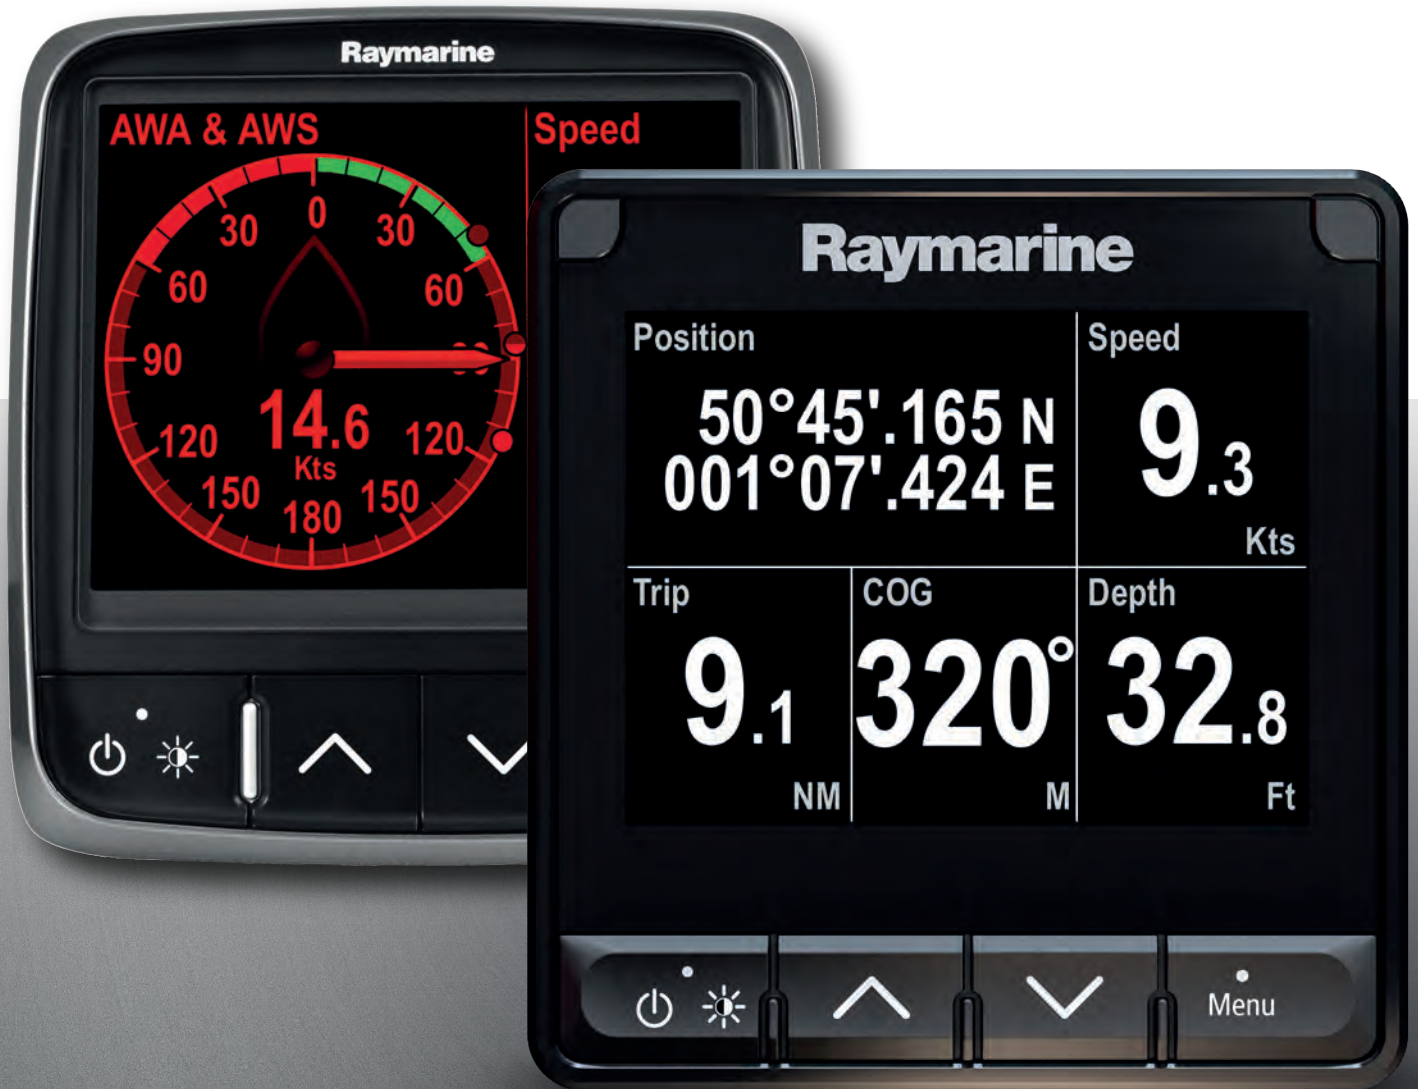 Raymarine
AWA & AWS
Speed
0
30
30
60
60
90
120
120
150
150
180
14.6
Kts
Raymarine
Position
50°45'.165 N
001°07'.424 E
Speed
9.3
Kts
Trip
9.1
NM
COG
320°
M
Depth
32.8
Ft
Menu